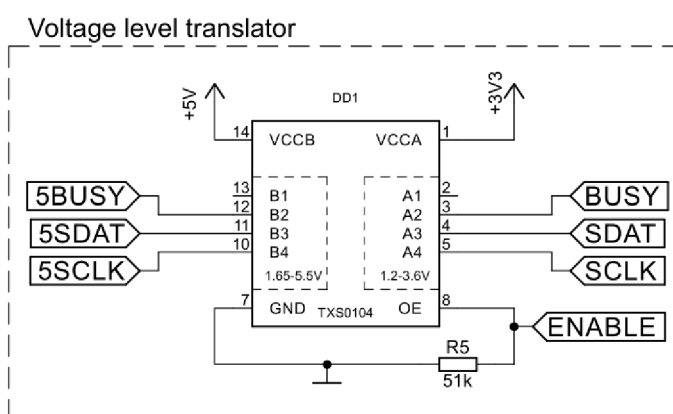 Voltage level translator
DD1
+5V
+3V3
14 VCCB VCCA 1
13 B1 A1 2
12 B2 A2 3
11 B3 A3 4
10 B4 A4 5
1.65-5.5V 1.2-3.6V
7 GND TXS0104 OE 8
5BUSY
5SDAT
5SCLK
BUSY
SDAT
SCLK
ENABLE
R5
51k